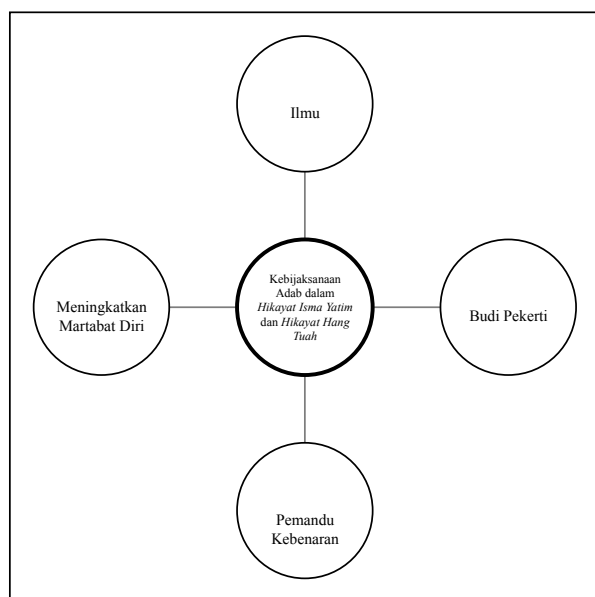 Ilmu
Meningkatkan
Martabat Diri
Kebijaksanaan
Adab dalam
Hikayat Isma Yatim
dan Hikayat Hang
Tuah
Budi Pekerti
Pemandu
Kebenaran